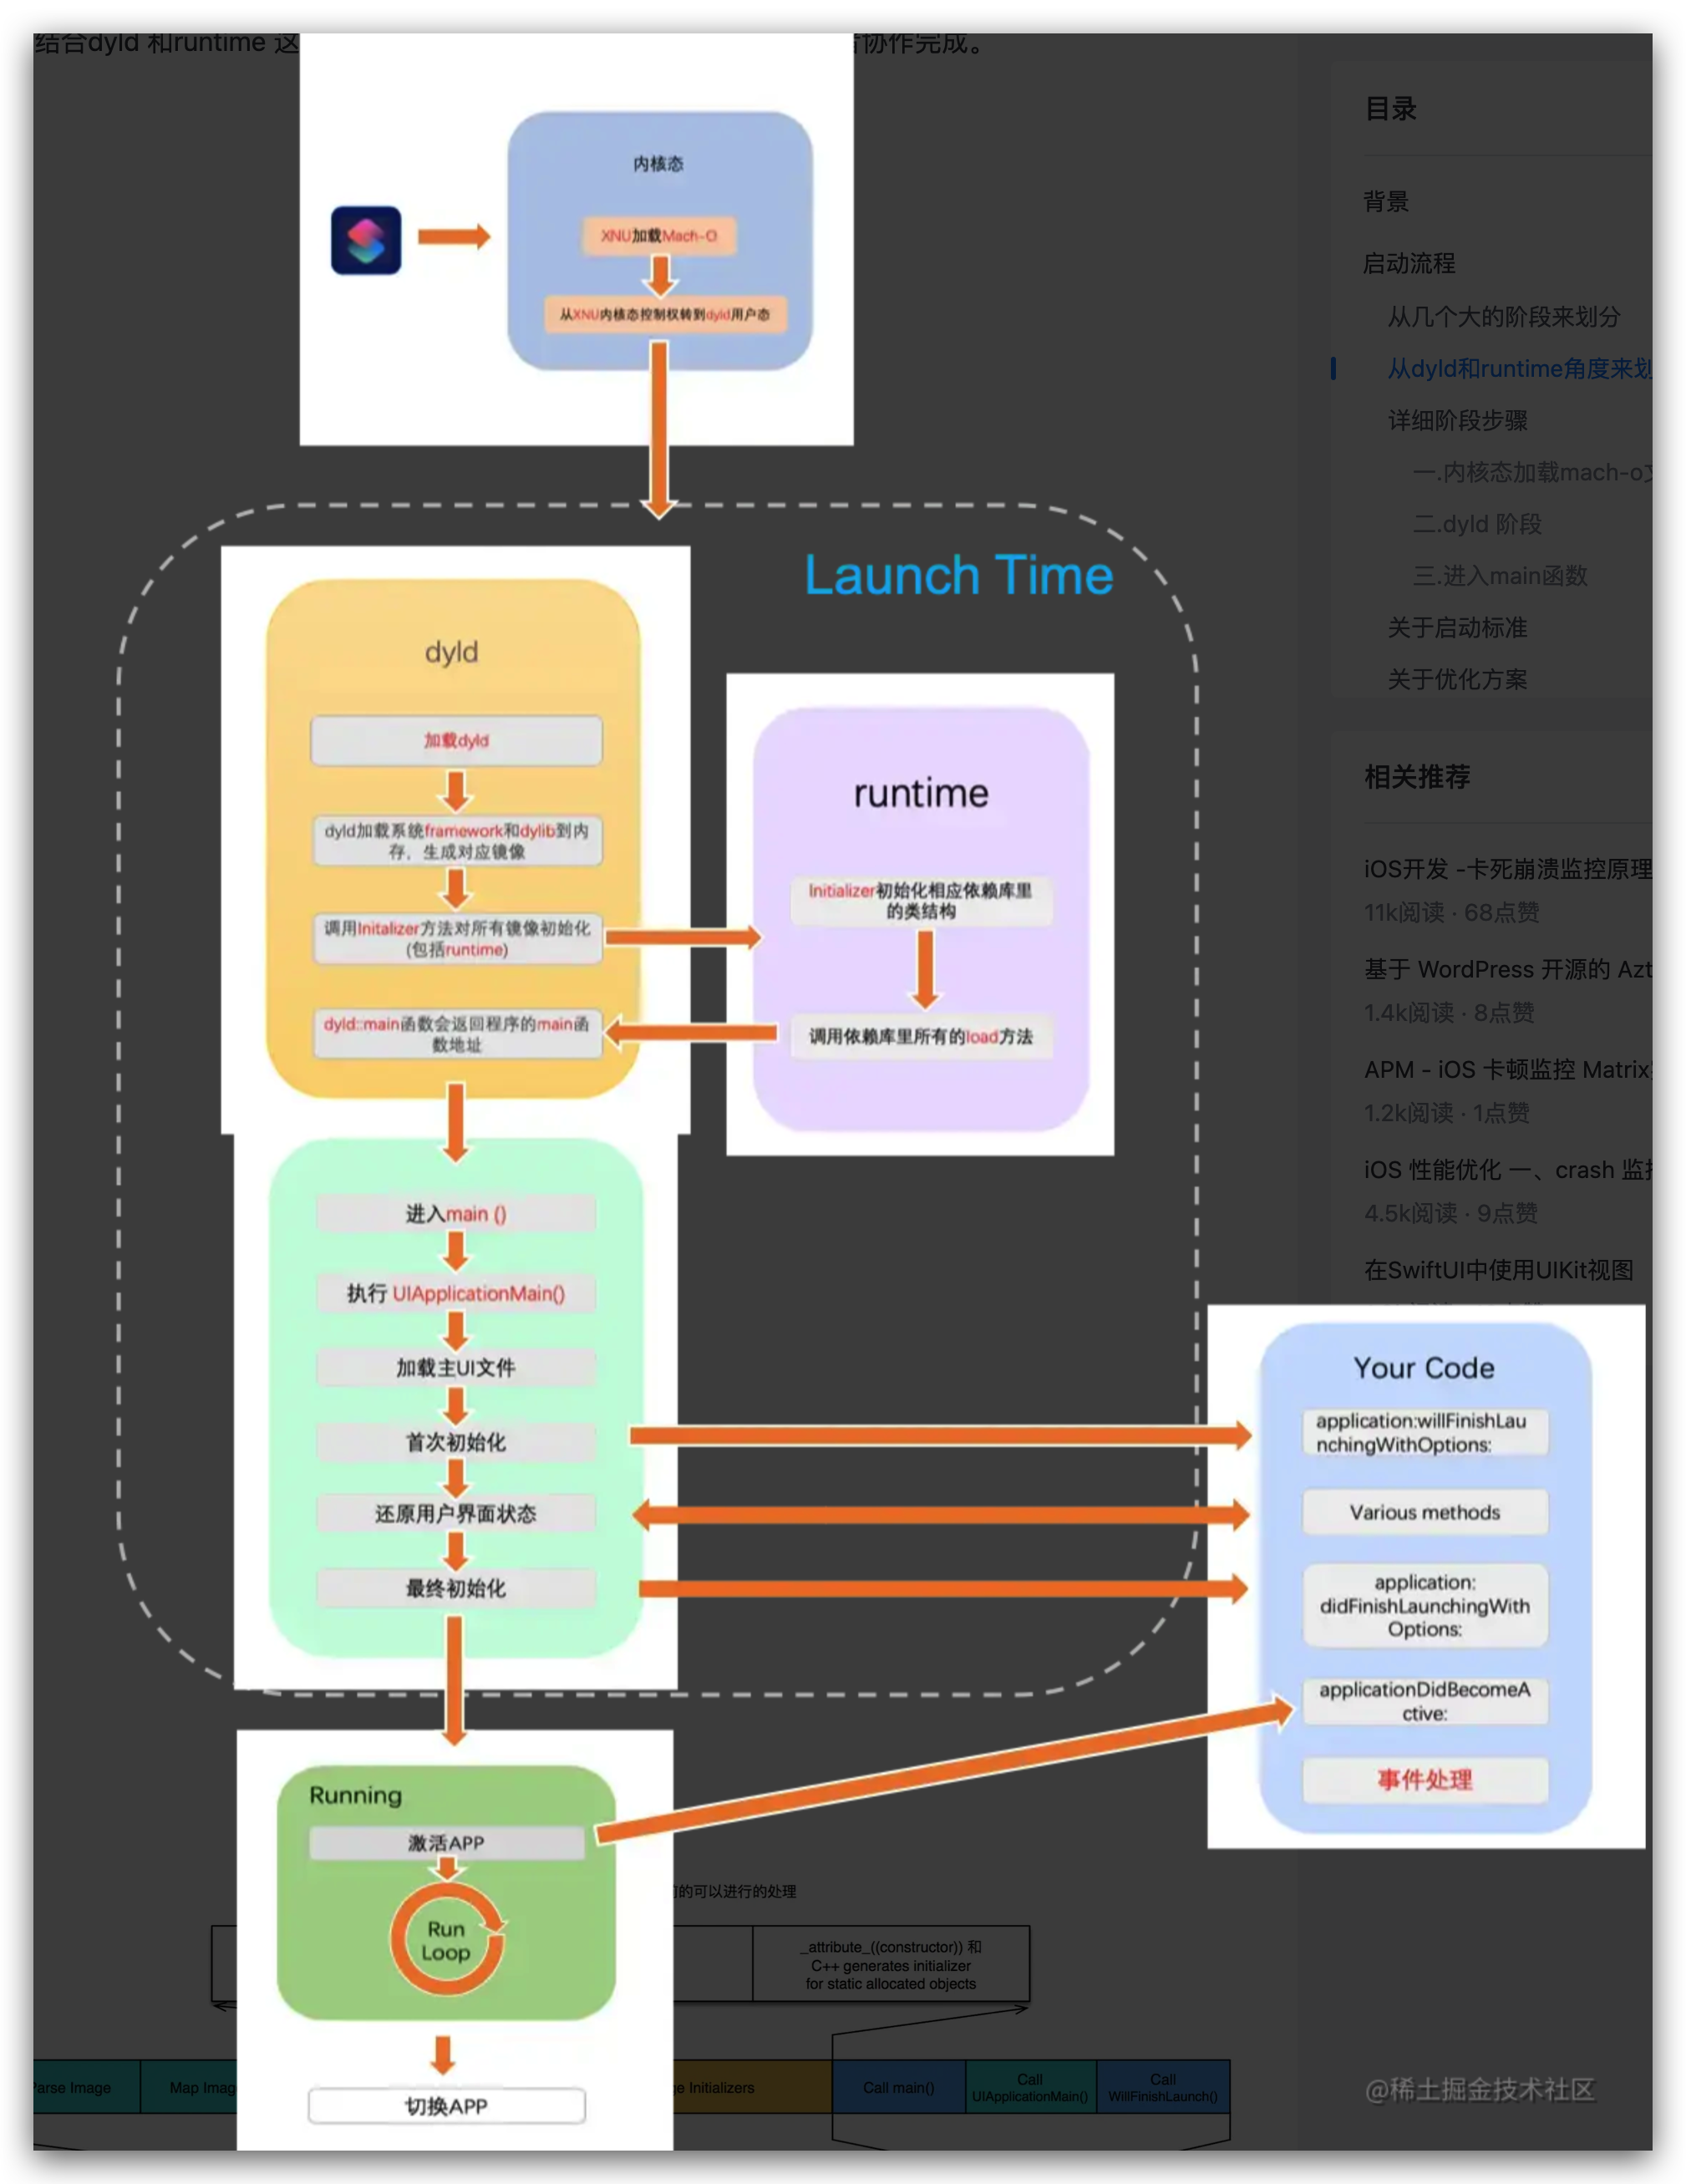 结合dyld 和runtime 这
协作完成。
内核态
XNU加载Mach-O
从XNU内核态控制权转到dyld用户态
Launch Time
dyld
加载dyld
dyld加载系统framework和dylib到内
存，生成对应镜像
调用Initalizer方法对所有镜像初始化
(包括runtime)
dyld::main函数会返回程序的main函
数地址
runtime
Initializer初始化相应依赖库里
的类结构
调用依赖库里所有的load方法
进入main ()
执行 UIApplicationMain()
加载主UI文件
首次初始化
还原用户界面状态
最终初始化
Your Code
application:willFinishLau
nchingWithOptions:
Various methods
application:
didFinishLaunchingWith
Options:
applicationDidBecomeA
ctive:
事件处理
Running
激活APP
Run
Loop
切换APP
的可以进行的处理
_attribute_((constructor)) 和
C++ generates initializer
for static allocated objects
Parse Image
Map Imag
e Initializers
Call main()
Call
UIApplicationMain()
Call
WillFinishLaunch()
目录
背景
启动流程
从几个大的阶段来划分
从dyld和runtime角度来划
详细阶段步骤
一.内核态加载mach-o
二.dyld 阶段
三.进入main函数
关于启动标准
关于优化方案
相关推荐
iOS开发 -卡死崩溃监控原理
11k阅读 · 68点赞
基于 WordPress 开源的 Azt
1.4k阅读 · 8点赞
APM - iOS 卡顿监控 Matrix
1.2k阅读 · 1点赞
iOS 性能优化 一、crash 监
4.5k阅读 · 9点赞
在SwiftUI中使用UIKit视图
@稀土掘金技术社区